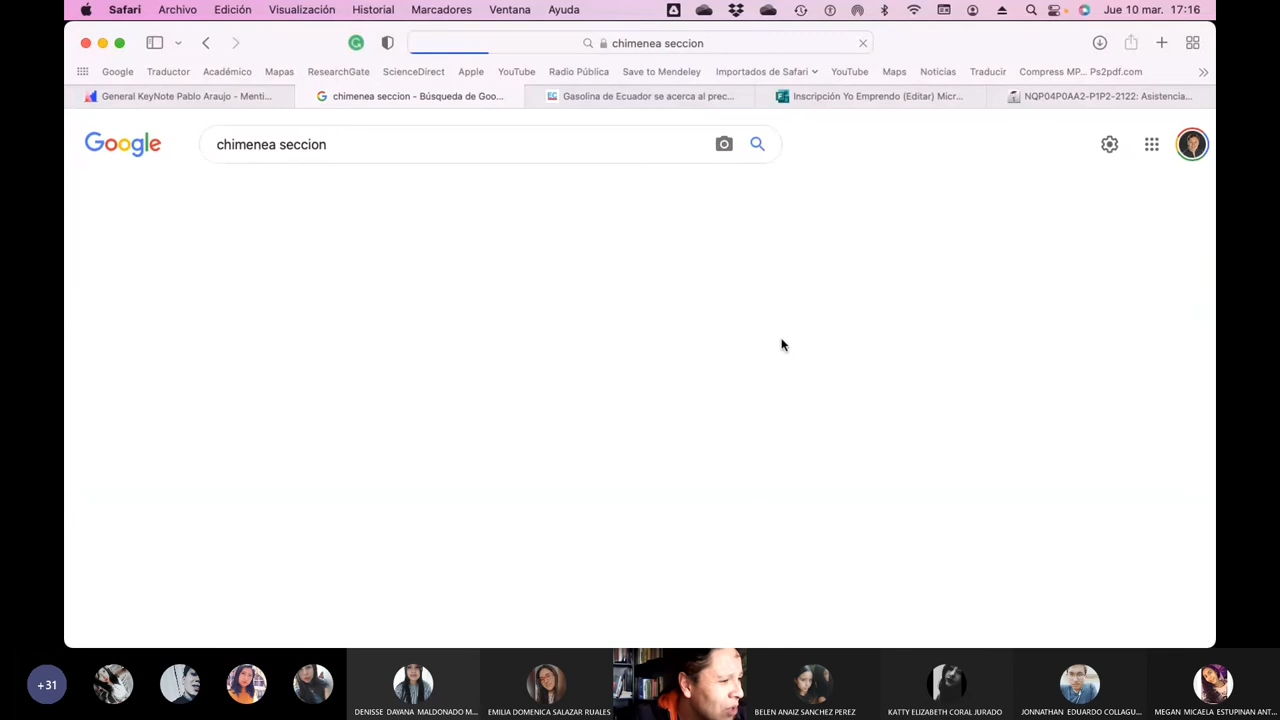 Safari Archivo Edición Visualización Historial Marcadores Ventana Ayuda Jue 10 mar. 17:16
chimenea seccion
Google Traductor Académico Mapas ResearchGate ScienceDirect Apple YouTube Radio Pública Save to Mendeley Importados de Safari YouTube Maps Noticias Traducir Compress MP... Ps2pdf.com
General KeyNote Pablo Araujo - Menti... chimenea seccion - Búsqueda de Goo... Gasolina de Ecuador se acerca al prec... Inscripción Yo Emprendo (Editar) Micr... NQP04P0AA2-P1P2-2122: Asistencia...
Google chimenea seccion
+31
DENISSE DAYANA MALDONADO M... EMILIA DOMENICA SALAZAR RUALES BELEN ANAIZ SANCHEZ PEREZ KATTY ELIZABETH CORAL JURADO JONNATHAN EDUARDO COLLAGU... MEGAN MICAELA ESTUPINAN ANT...